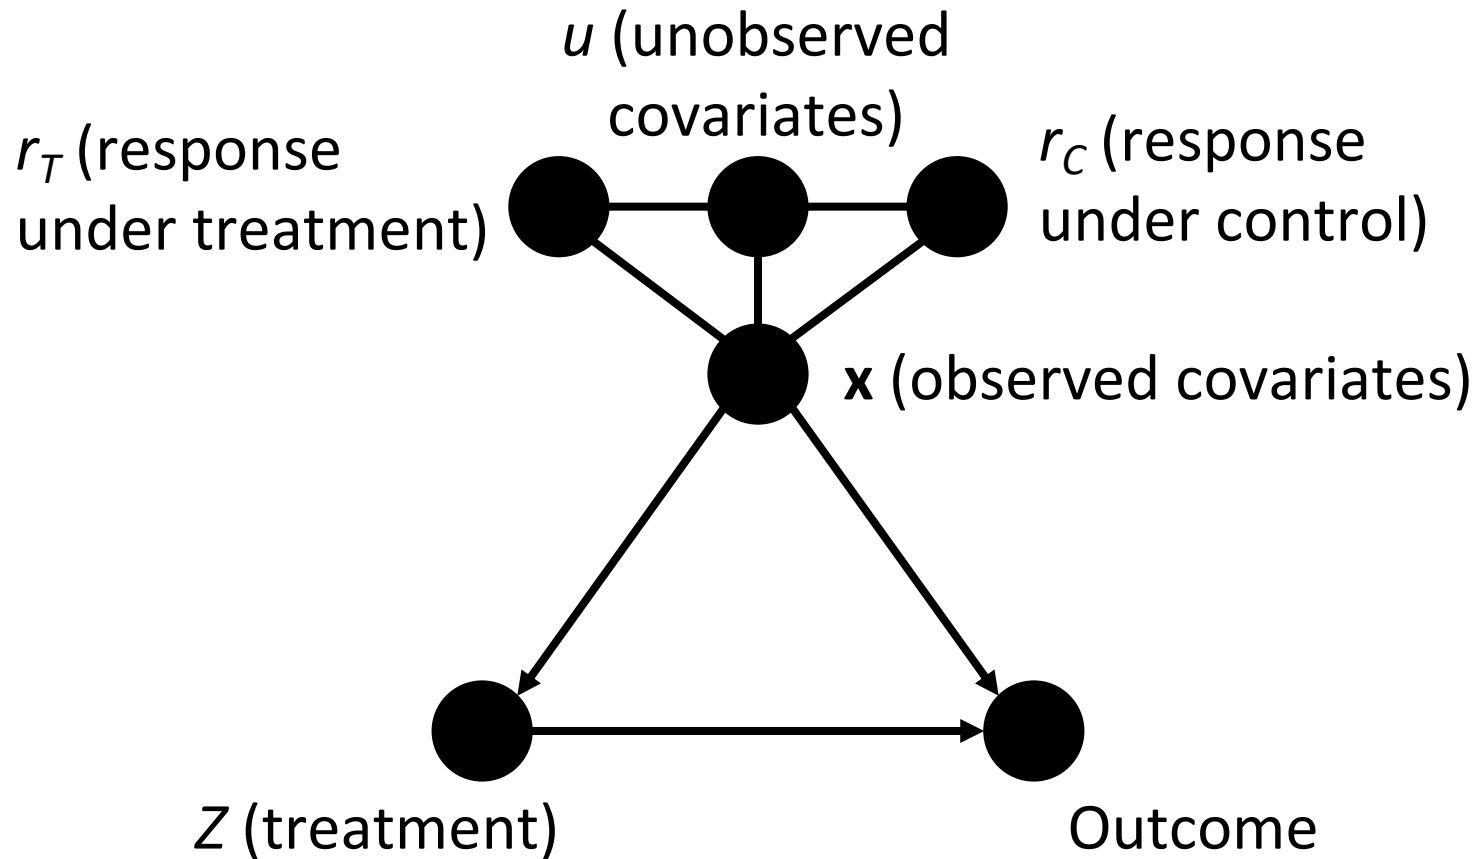 u (unobserved
covariates)
r_T (response
under treatment)
r_C (response
under control)
x (observed covariates)
Z (treatment)
Outcome